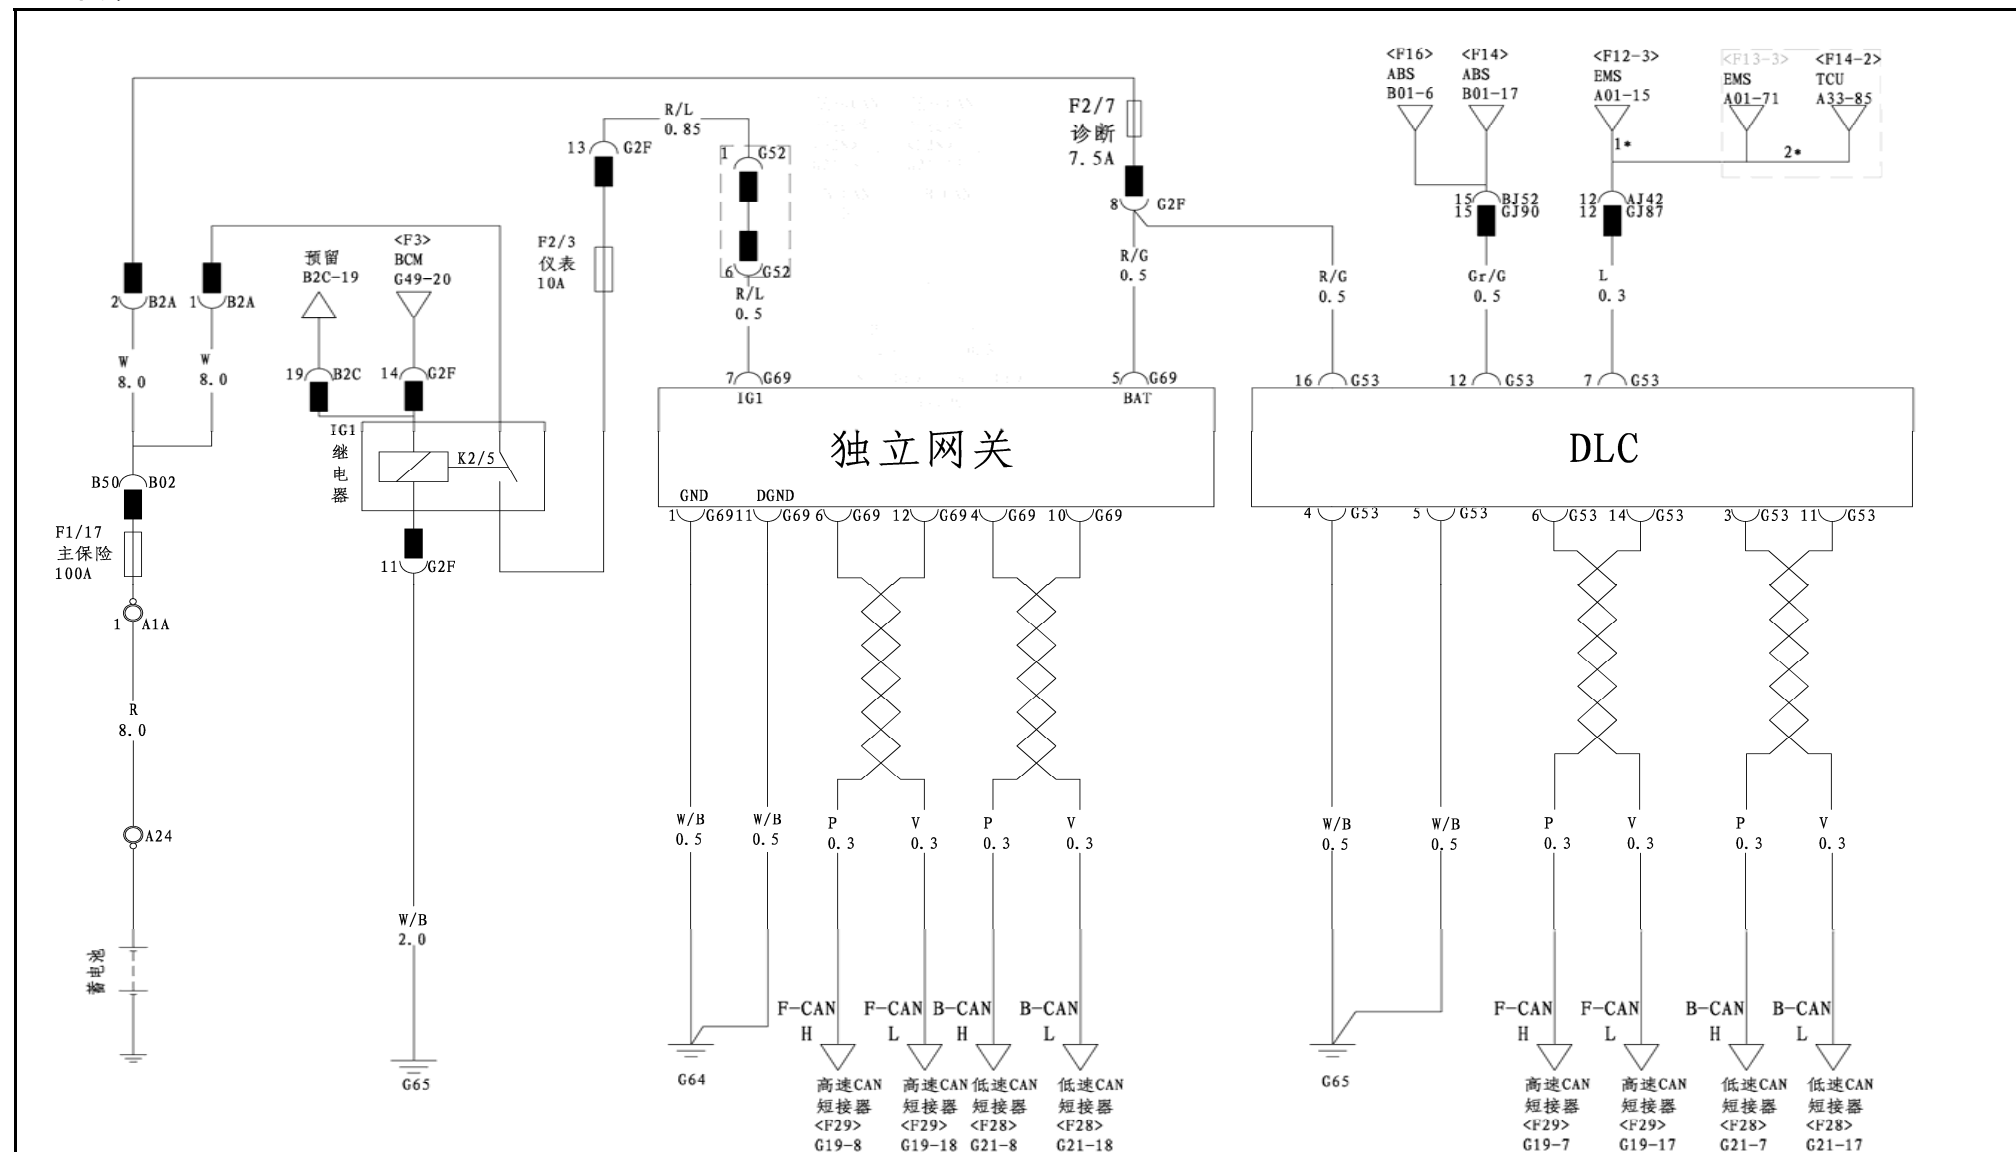 <F16>
ABS
B01-6
<F14>
ABS
B01-17
<F12-3>
EMS
A01-15
<F13-3>
EMS
A01-71
<F14-2>
TCU
A33-85
1*
2*
F2/7
诊断
7.5A
8 G2F
R/L
0.85
13 G2F
1 G52
6 G52
R/L
0.5
F2/3
仪表
10A
预留
B2C-19
<F3>
BCM
G49-20
2 B2A
1 B2A
W
8.0
W
8.0
19 B2C
14 G2F
R/G
0.5
R/G
0.5
15 BJ52
15 GJ90
Gr/G
0.5
12 AJ42
12 GJ87
L
0.3
7 G69
IG1
5 G69
BAT
16 G53
12 G53
7 G53
IG1
继
电
器
K2/5
独立网关
DLC
B50 B02
F1/17
主保险
100A
1 A1A
R
8.0
A24
蓄电池
11 G2F
W/B
2.0
G65
GND
DGND
1 G69
11 G69
6 G69
12 G69
4 G69
10 G69
4 G53
5 G53
6 G53
14 G53
3 G53
11 G53
W/B
0.5
W/B
0.5
P
0.3
V
0.3
P
0.3
V
0.3
W/B
0.5
W/B
0.5
P
0.3
V
0.3
P
0.3
V
0.3
G64
F-CAN
H
高速CAN
短接器
<F29>
G19-8
F-CAN
L
高速CAN
短接器
<F29>
G19-18
B-CAN
H
低速CAN
短接器
<F28>
G21-8
B-CAN
L
低速CAN
短接器
<F28>
G21-18
G65
F-CAN
H
高速CAN
短接器
<F29>
G19-7
F-CAN
L
高速CAN
短接器
<F29>
G19-17
B-CAN
H
低速CAN
短接器
<F28>
G21-7
B-CAN
L
低速CAN
短接器
<F28>
G21-17